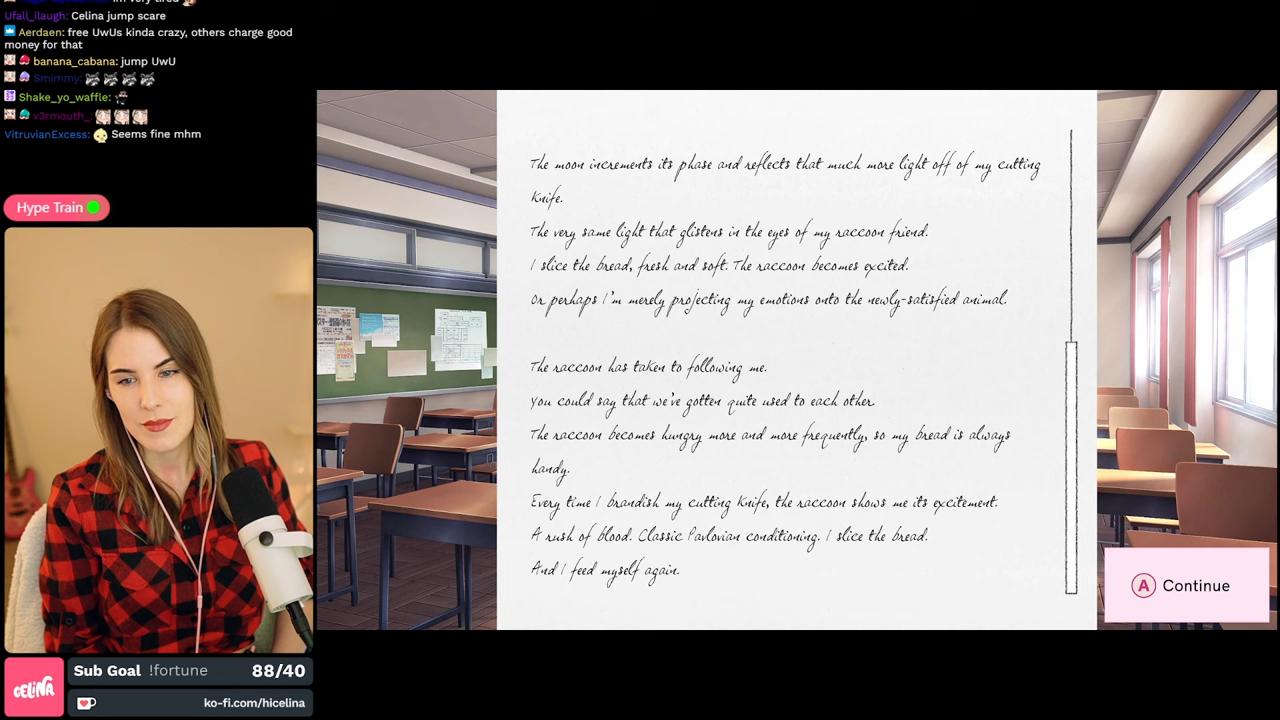 Ufall_ilaugh: Celina jump scare
Aerdaen: free UwUs kinda crazy, others charge good
money for that
banana_cabana: jump UwU
Smimmy:
Shake_yo_waffle:
v3rmouth_:
VitruvianExcess: Seems fine mhm
Hype Train
The moon increments its phase and reflects that much more light off of my cutting
knife.
The very same light that glistens in the eyes of my raccoon friend.
I slice the bread, fresh and soft. The raccoon becomes excited.
Or perhaps I'm merely projecting my emotions onto the newly-satisfied animal.
The raccoon has taken to following me.
You could say that we've gotten quite used to each other.
The raccoon becomes hungry more and more frequently, so my bread is always
handy.
Every time I brandish my cutting knife, the raccoon shows me its excitement.
A rush of blood. Classic Pavlovian conditioning. I slice the bread.
And I feed myself again.
A Continue
CELINA
Sub Goal !fortune 88/40
ko-fi.com/hicelina